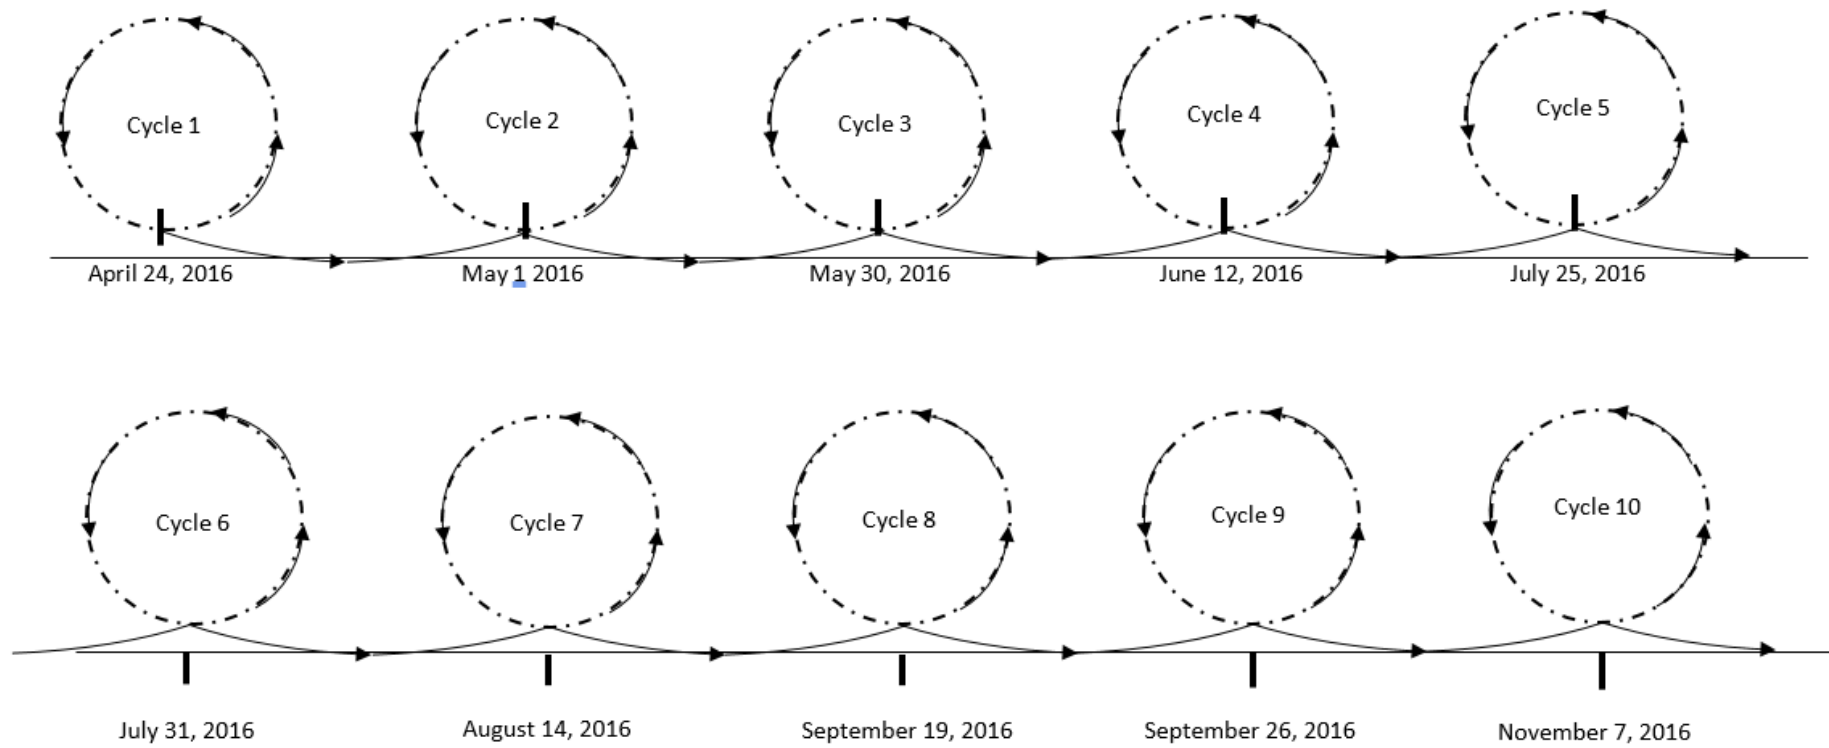 Cycle 1
Cycle 2
Cycle 3
Cycle 4
Cycle 5
April 24, 2016
May 1 2016
May 30, 2016
June 12, 2016
July 25, 2016
Cycle 6
Cycle 7
Cycle 8
Cycle 9
Cycle 10
July 31, 2016
August 14, 2016
September 19, 2016
September 26, 2016
November 7, 2016